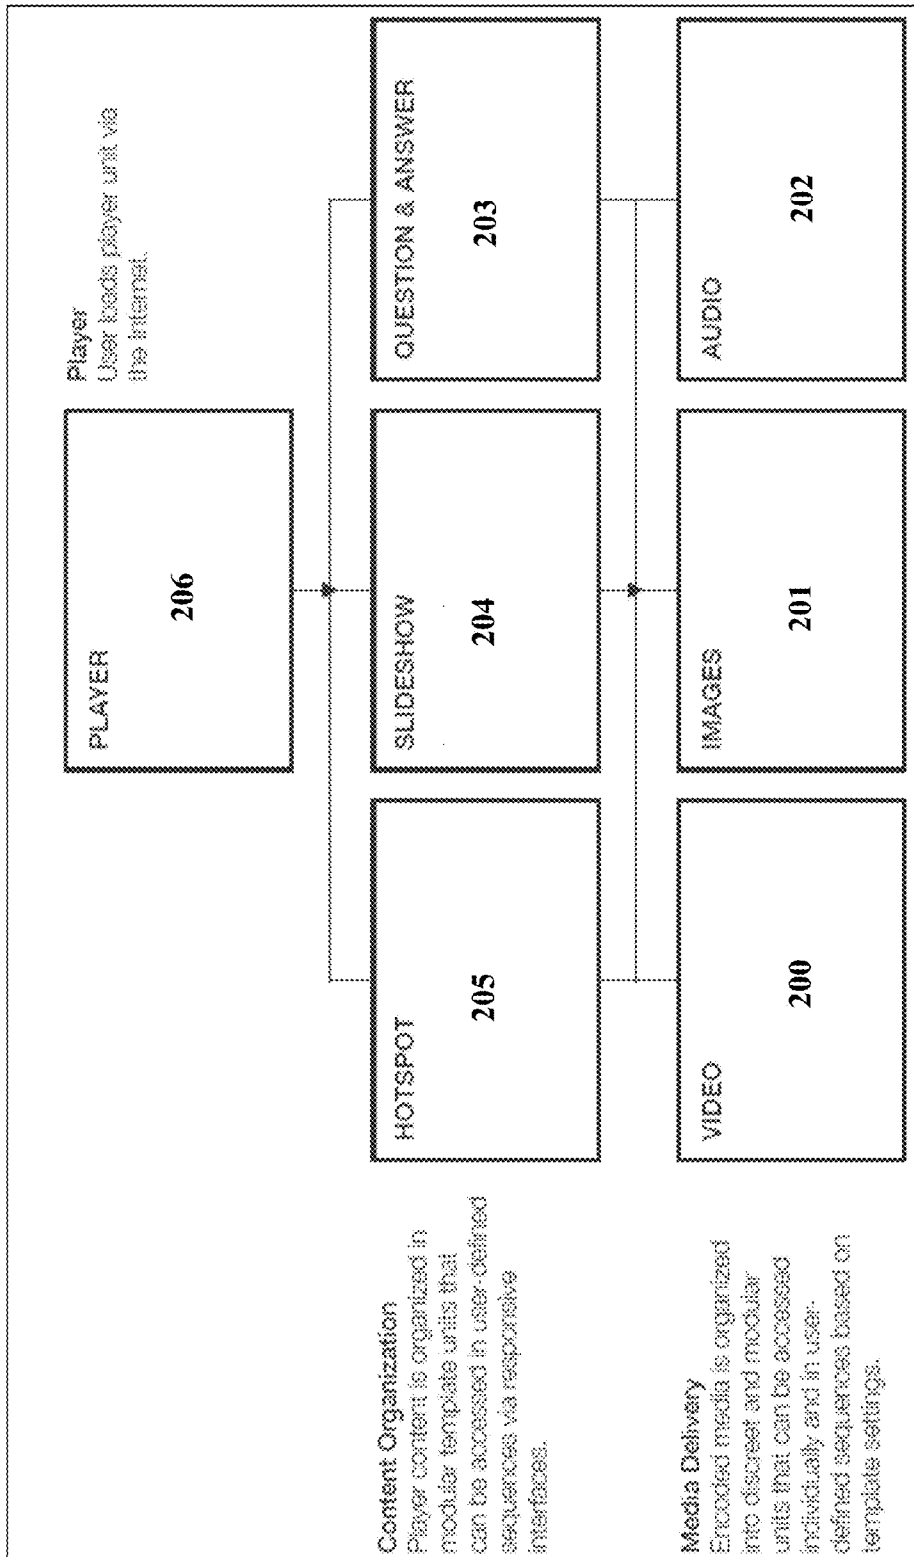 PLAYER
206
Player
User loads player unit via
the Internet.
Content Organization
Player content is organized in
modular template units that
can be accessed in user-defined
sequences via responsive
interfaces.
HOTSPOT
205
SLIDESHOW
204
QUESTION & ANSWER
203
Media Delivery
Encoded media is organized
into discreet and modular
units that can be accessed
individually and in user-
defined sequences based on
template settings.
VIDEO
200
IMAGES
201
AUDIO
202